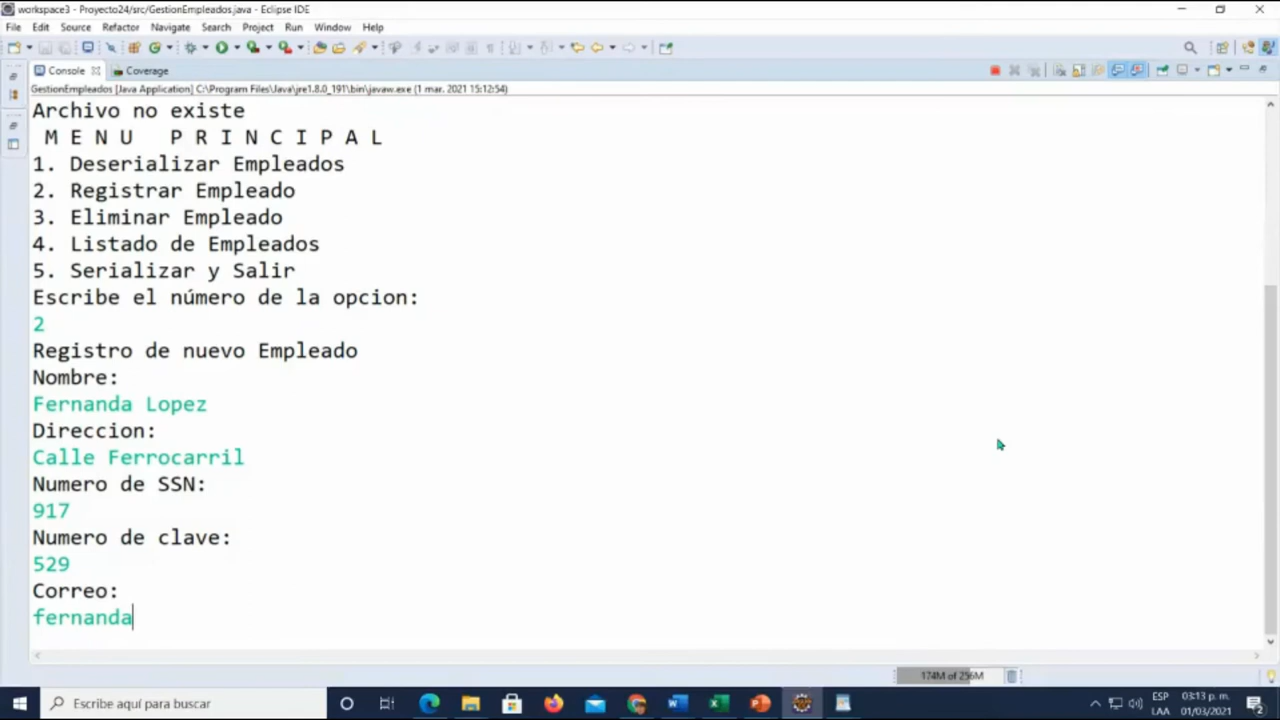 workspace3 - Proyecto24/src/GestionEmpleados.java - Eclipse IDE
File Edit Source Refactor Navigate Search Project Run Window Help
Console Coverage
GestionEmpleados [Java Application] C:\Program Files\Java\jre1.8.0_191\bin\javaw.exe (1 mar. 2021 15:12:54)
Archivo no existe
M E N U P R I N C I P A L
1. Deserializar Empleados
2. Registrar Empleado
3. Eliminar Empleado
4. Listado de Empleados
5. Serializar y Salir
Escribe el número de la opcion:
2
Registro de nuevo Empleado
Nombre:
Fernanda Lopez
Direccion:
Calle Ferrocarril
Numero de SSN:
917
Numero de clave:
529
Correo:
fernanda
174M of 256M
Escribe aquí para buscar
ESP 03:13 p. m.
LAA 01/03/2021 2